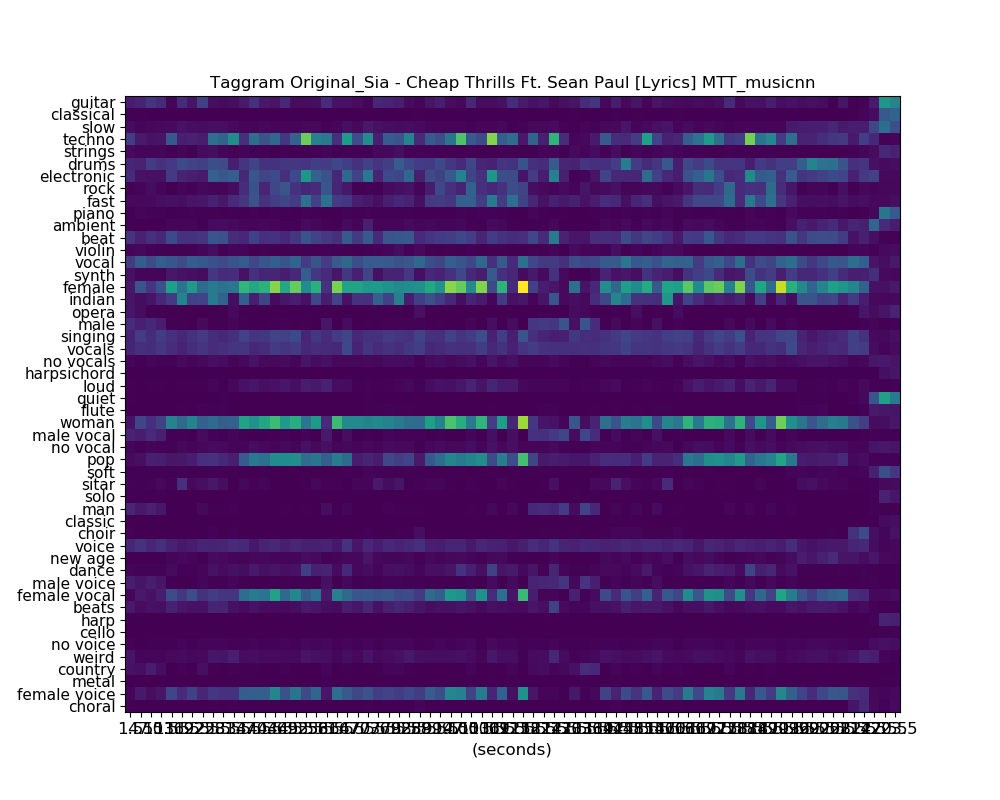 Taggram Original_Sia - Cheap Thrills Ft. Sean Paul [Lyrics] MTT_musicnn
guitar
classical
slow
techno
strings
drums
electronic
rock
fast
piano
ambient
beat
violin
vocal
synth
female
indian
opera
male
singing
vocals
no vocals
harpsichord
loud
quiet
flute
woman
male vocal
no vocal
pop
soft
sitar
solo
man
classic
choir
voice
new age
dance
male voice
female vocal
beats
harp
cello
no voice
weird
country
metal
female voice
choral
(seconds)